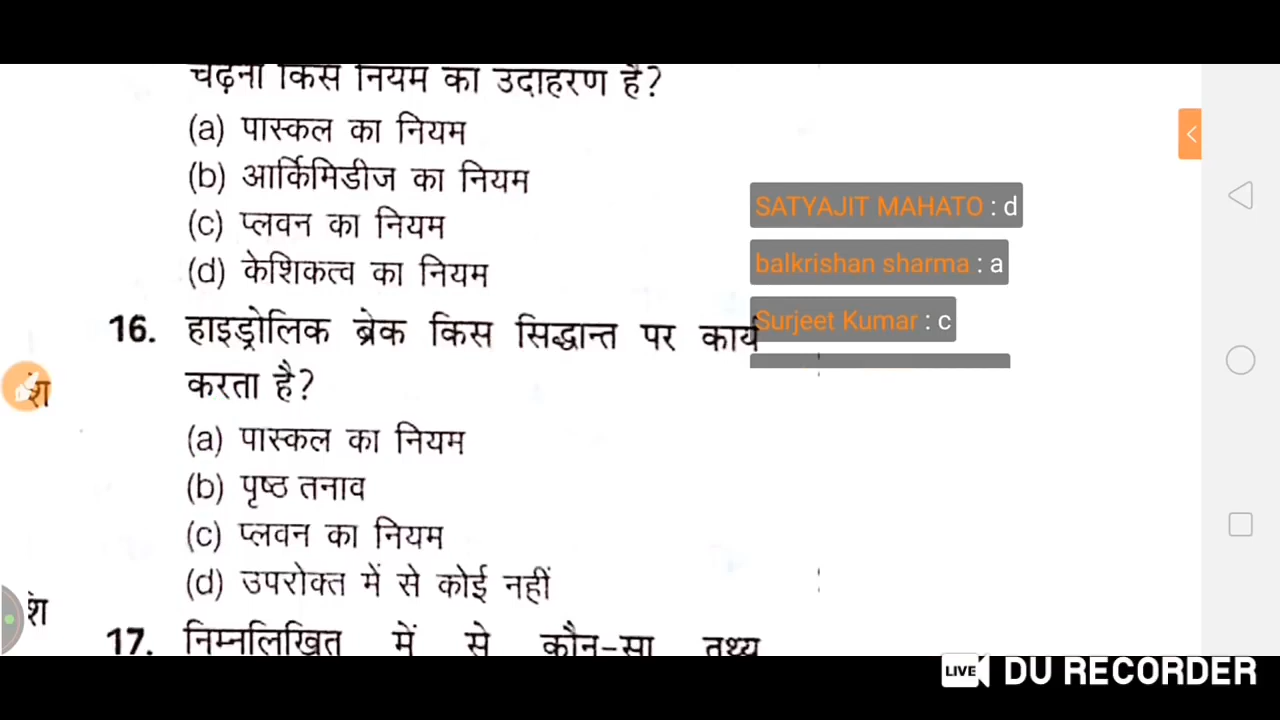 चढ़ना किस नियम का उदाहरण है?
(a) पास्कल का नियम
(b) आर्किमिडीज का नियम
(c) प्लवन का नियम
(d) केशिकत्व का नियम
16. हाइड्रोलिक ब्रेक किस सिद्धान्त पर कार्य
करता है?
(a) पास्कल का नियम
(b) पृष्ठ तनाव
(c) प्लवन का नियम
(d) उपरोक्त में से कोई नहीं
17. निम्नलिखित में से कौन-सा तथ्य
SATYAJIT MAHATO : d
balkrishan sharma : a
Surjeet Kumar : c
LIVE DU RECORDER